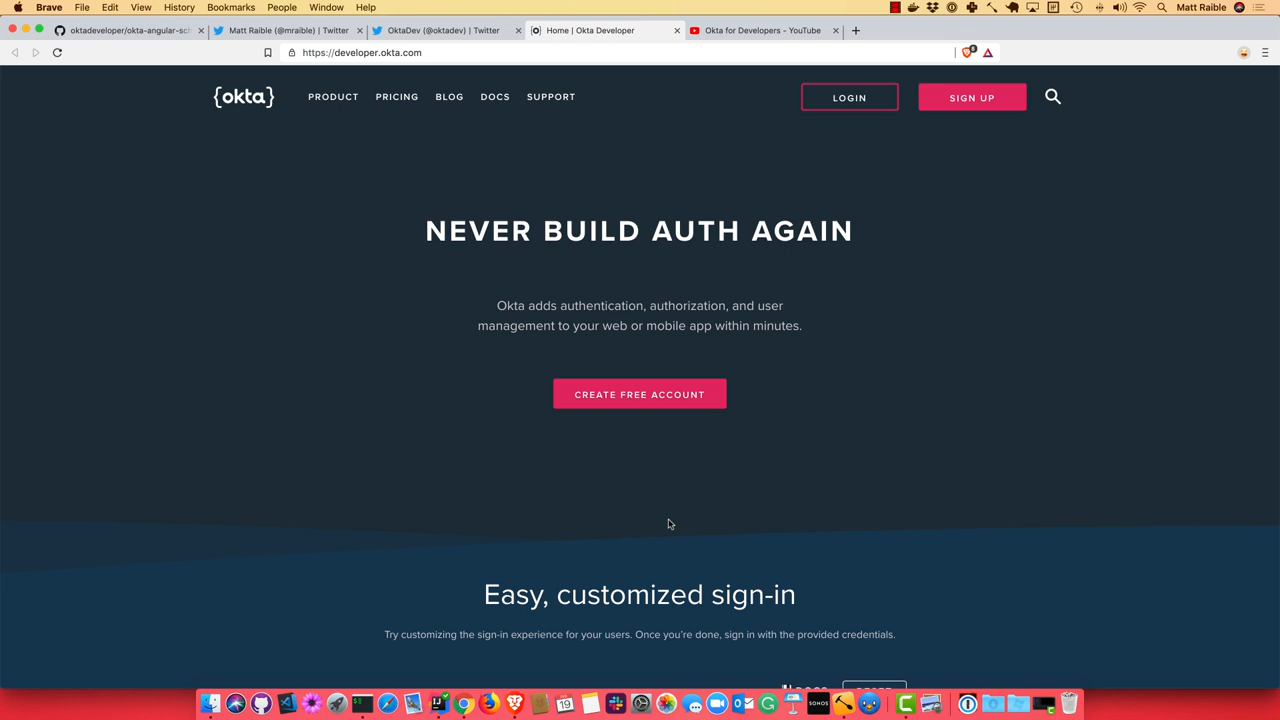 Brave File Edit View History Bookmarks People Window Help Matt Raible
oktadeveloper/okta-angular-sch Matt Raible (@mraible) | Twitter OktaDev (@oktadev) | Twitter Home | Okta Developer Okta for Developers - YouTube
https://developer.okta.com 8
{okta} PRODUCT PRICING BLOG DOCS SUPPORT LOGIN SIGN UP
NEVER BUILD AUTH AGAIN
Okta adds authentication, authorization, and user
management to your web or mobile app within minutes.
CREATE FREE ACCOUNT
Easy, customized sign-in
Try customizing the sign-in experience for your users. Once you're done, sign in with the provided credentials.
19 SONOS